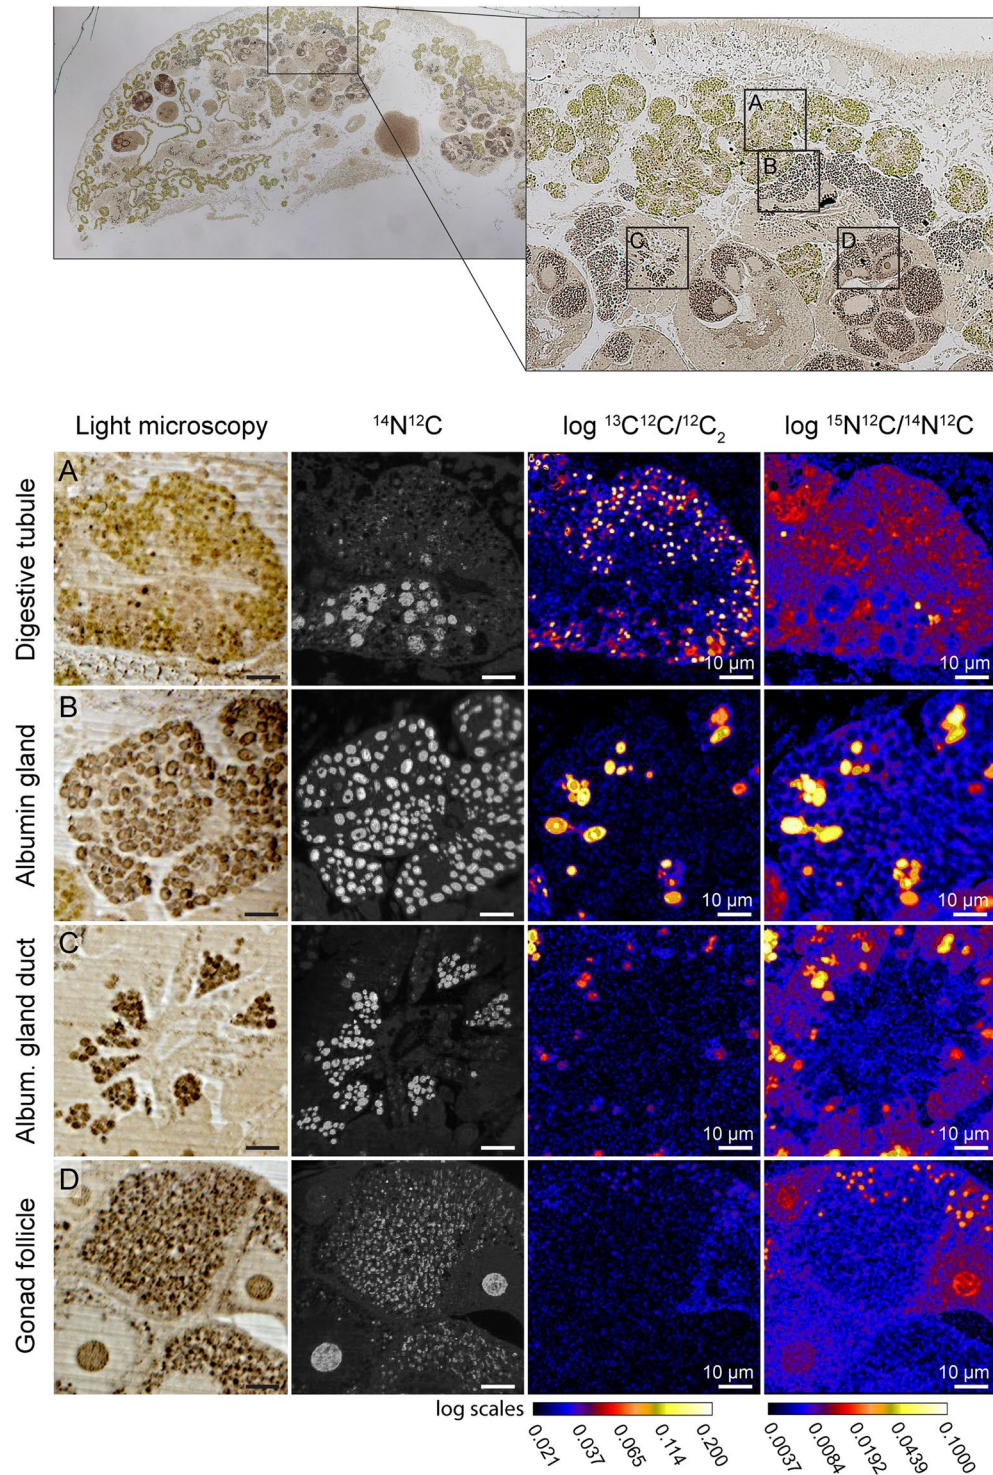 A
B
C
D
Light microscopy
¹⁴N¹²C
log ¹³C¹²C/¹²C₂
log ¹⁵N¹²C/¹⁴N¹²C
Digestive tubule
A
10 µm
10 µm
Albumin gland
B
10 µm
10 µm
Album. gland duct
C
10 µm
10 µm
Gonad follicle
D
10 µm
10 µm
log scales
0.021
0.037
0.065
0.114
0.200
0.0037
0.0084
0.0192
0.0439
0.1000